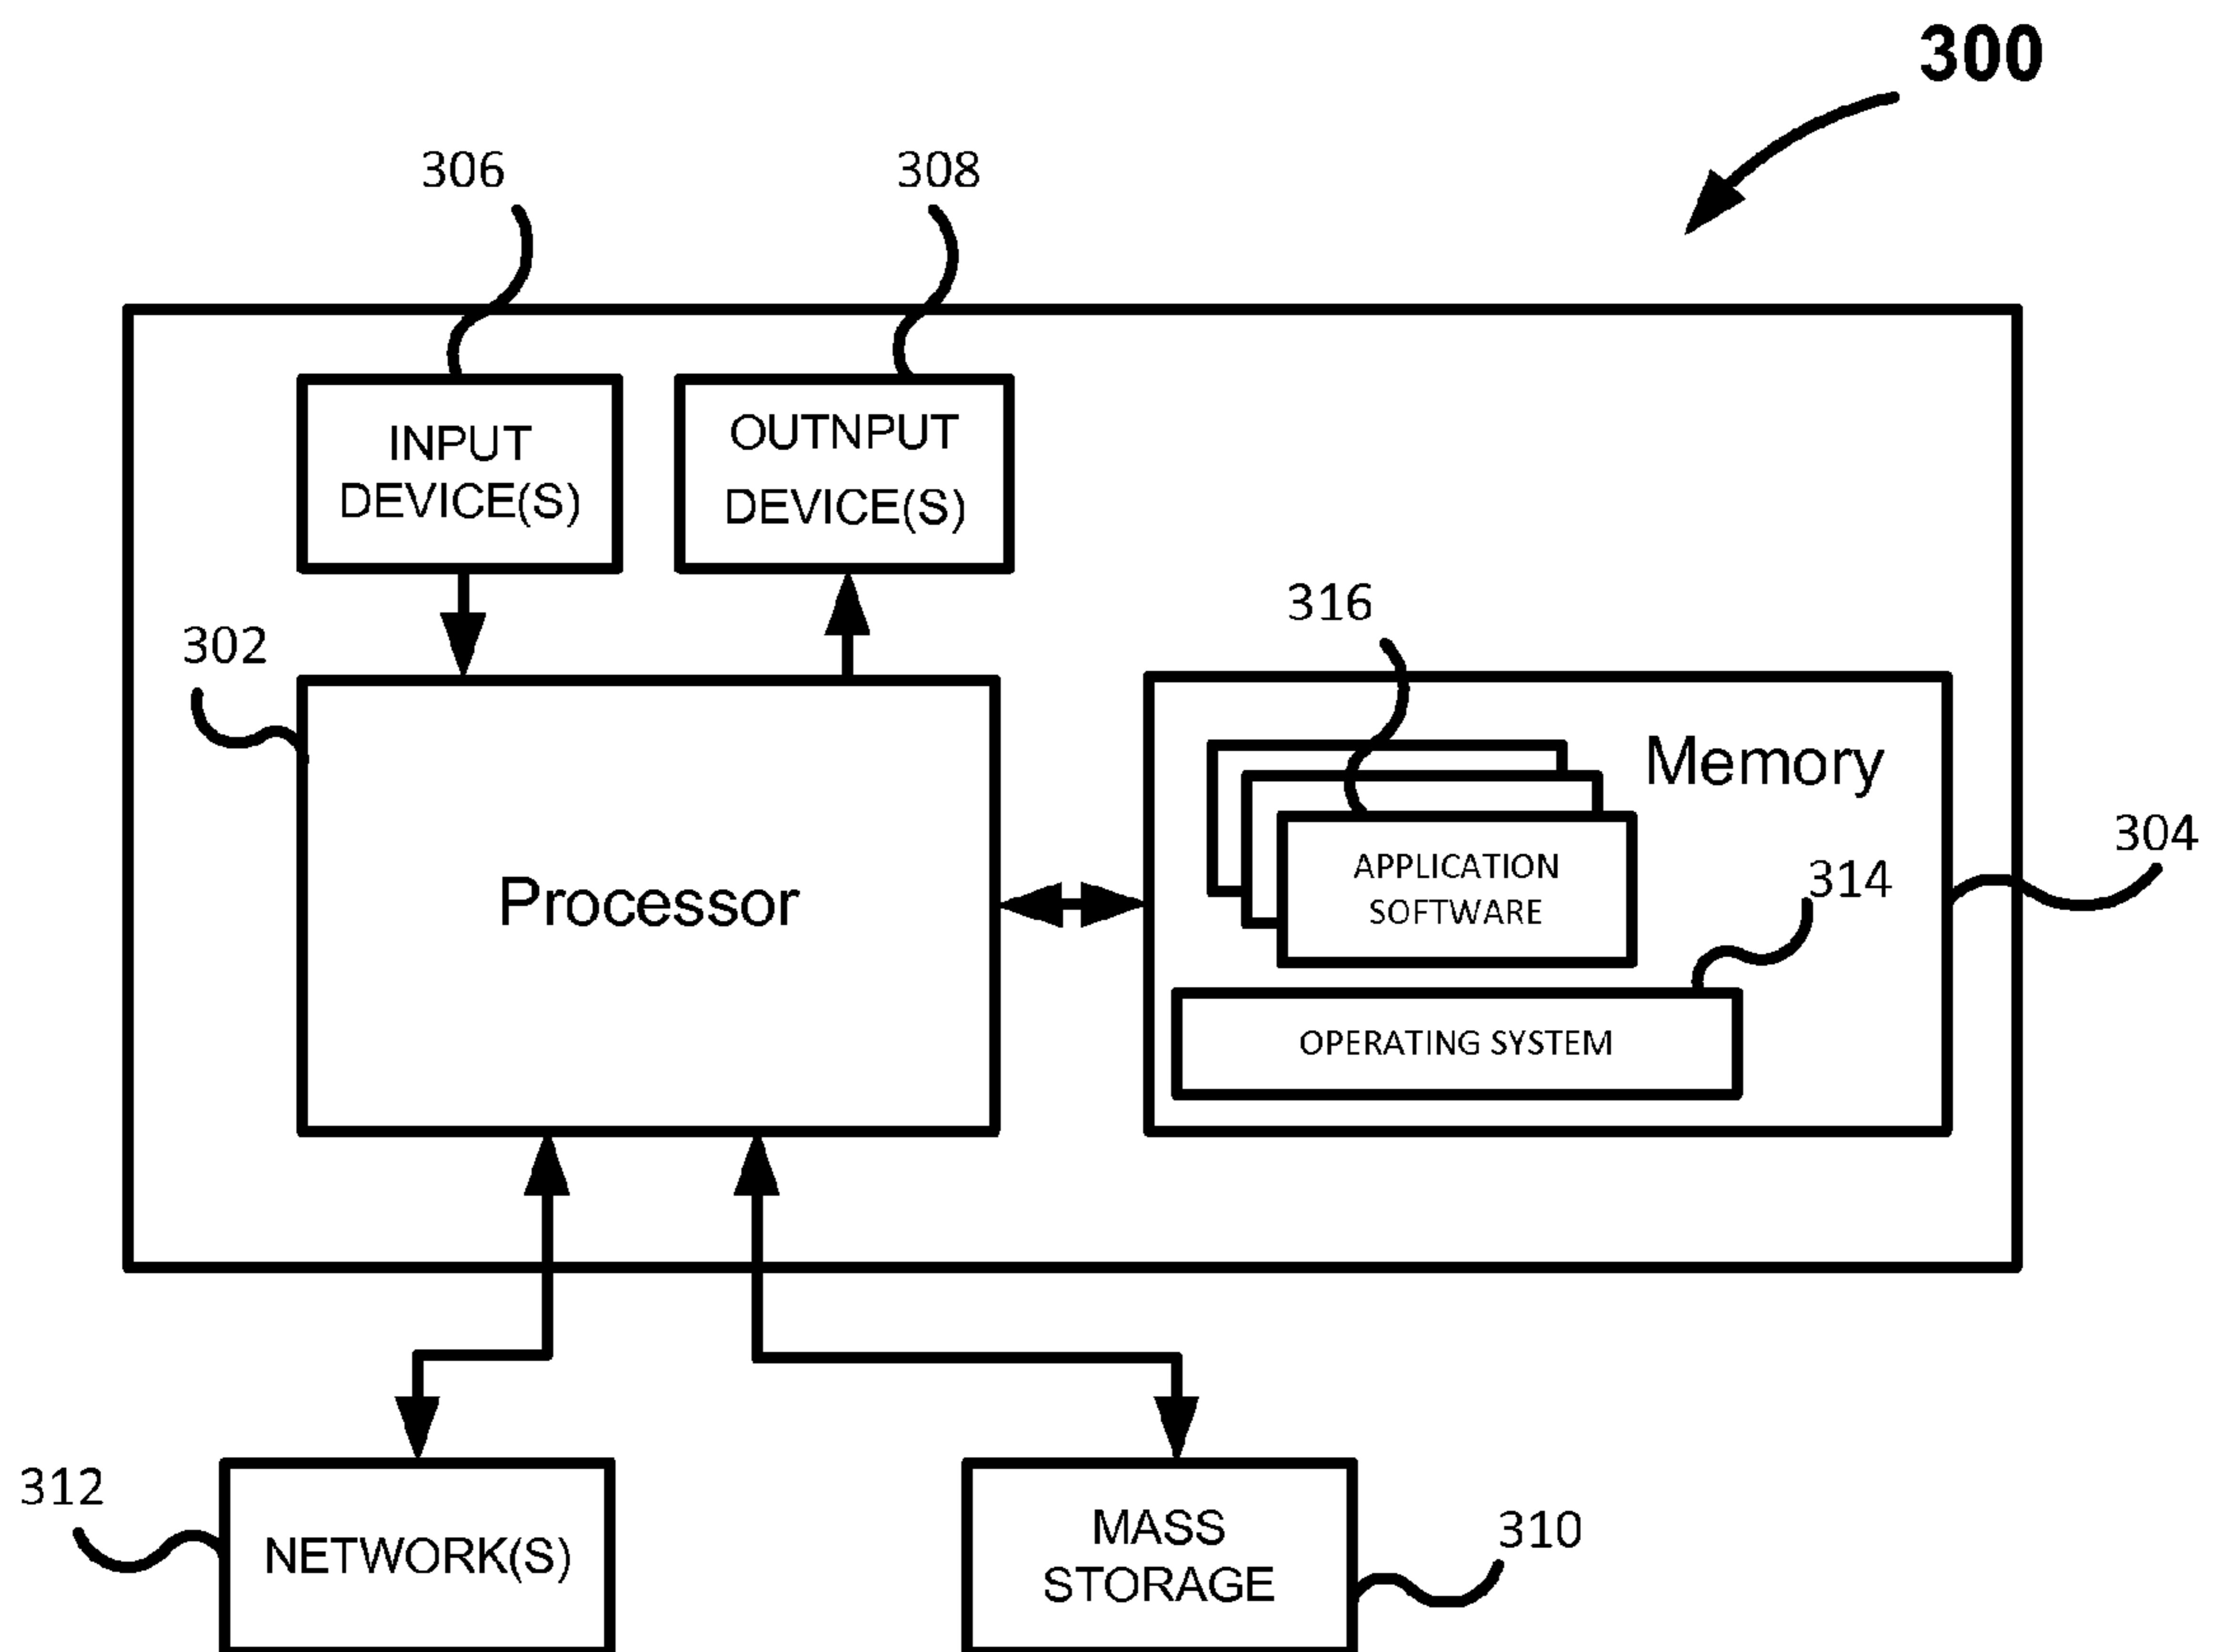 300
306
308
INPUT
DEVICE(S)
OUTNPUT
DEVICE(S)
302
316
Processor
Memory
APPLICATION
SOFTWARE
304
314
OPERATING SYSTEM
312
NETWORK(S)
MASS
STORAGE
310